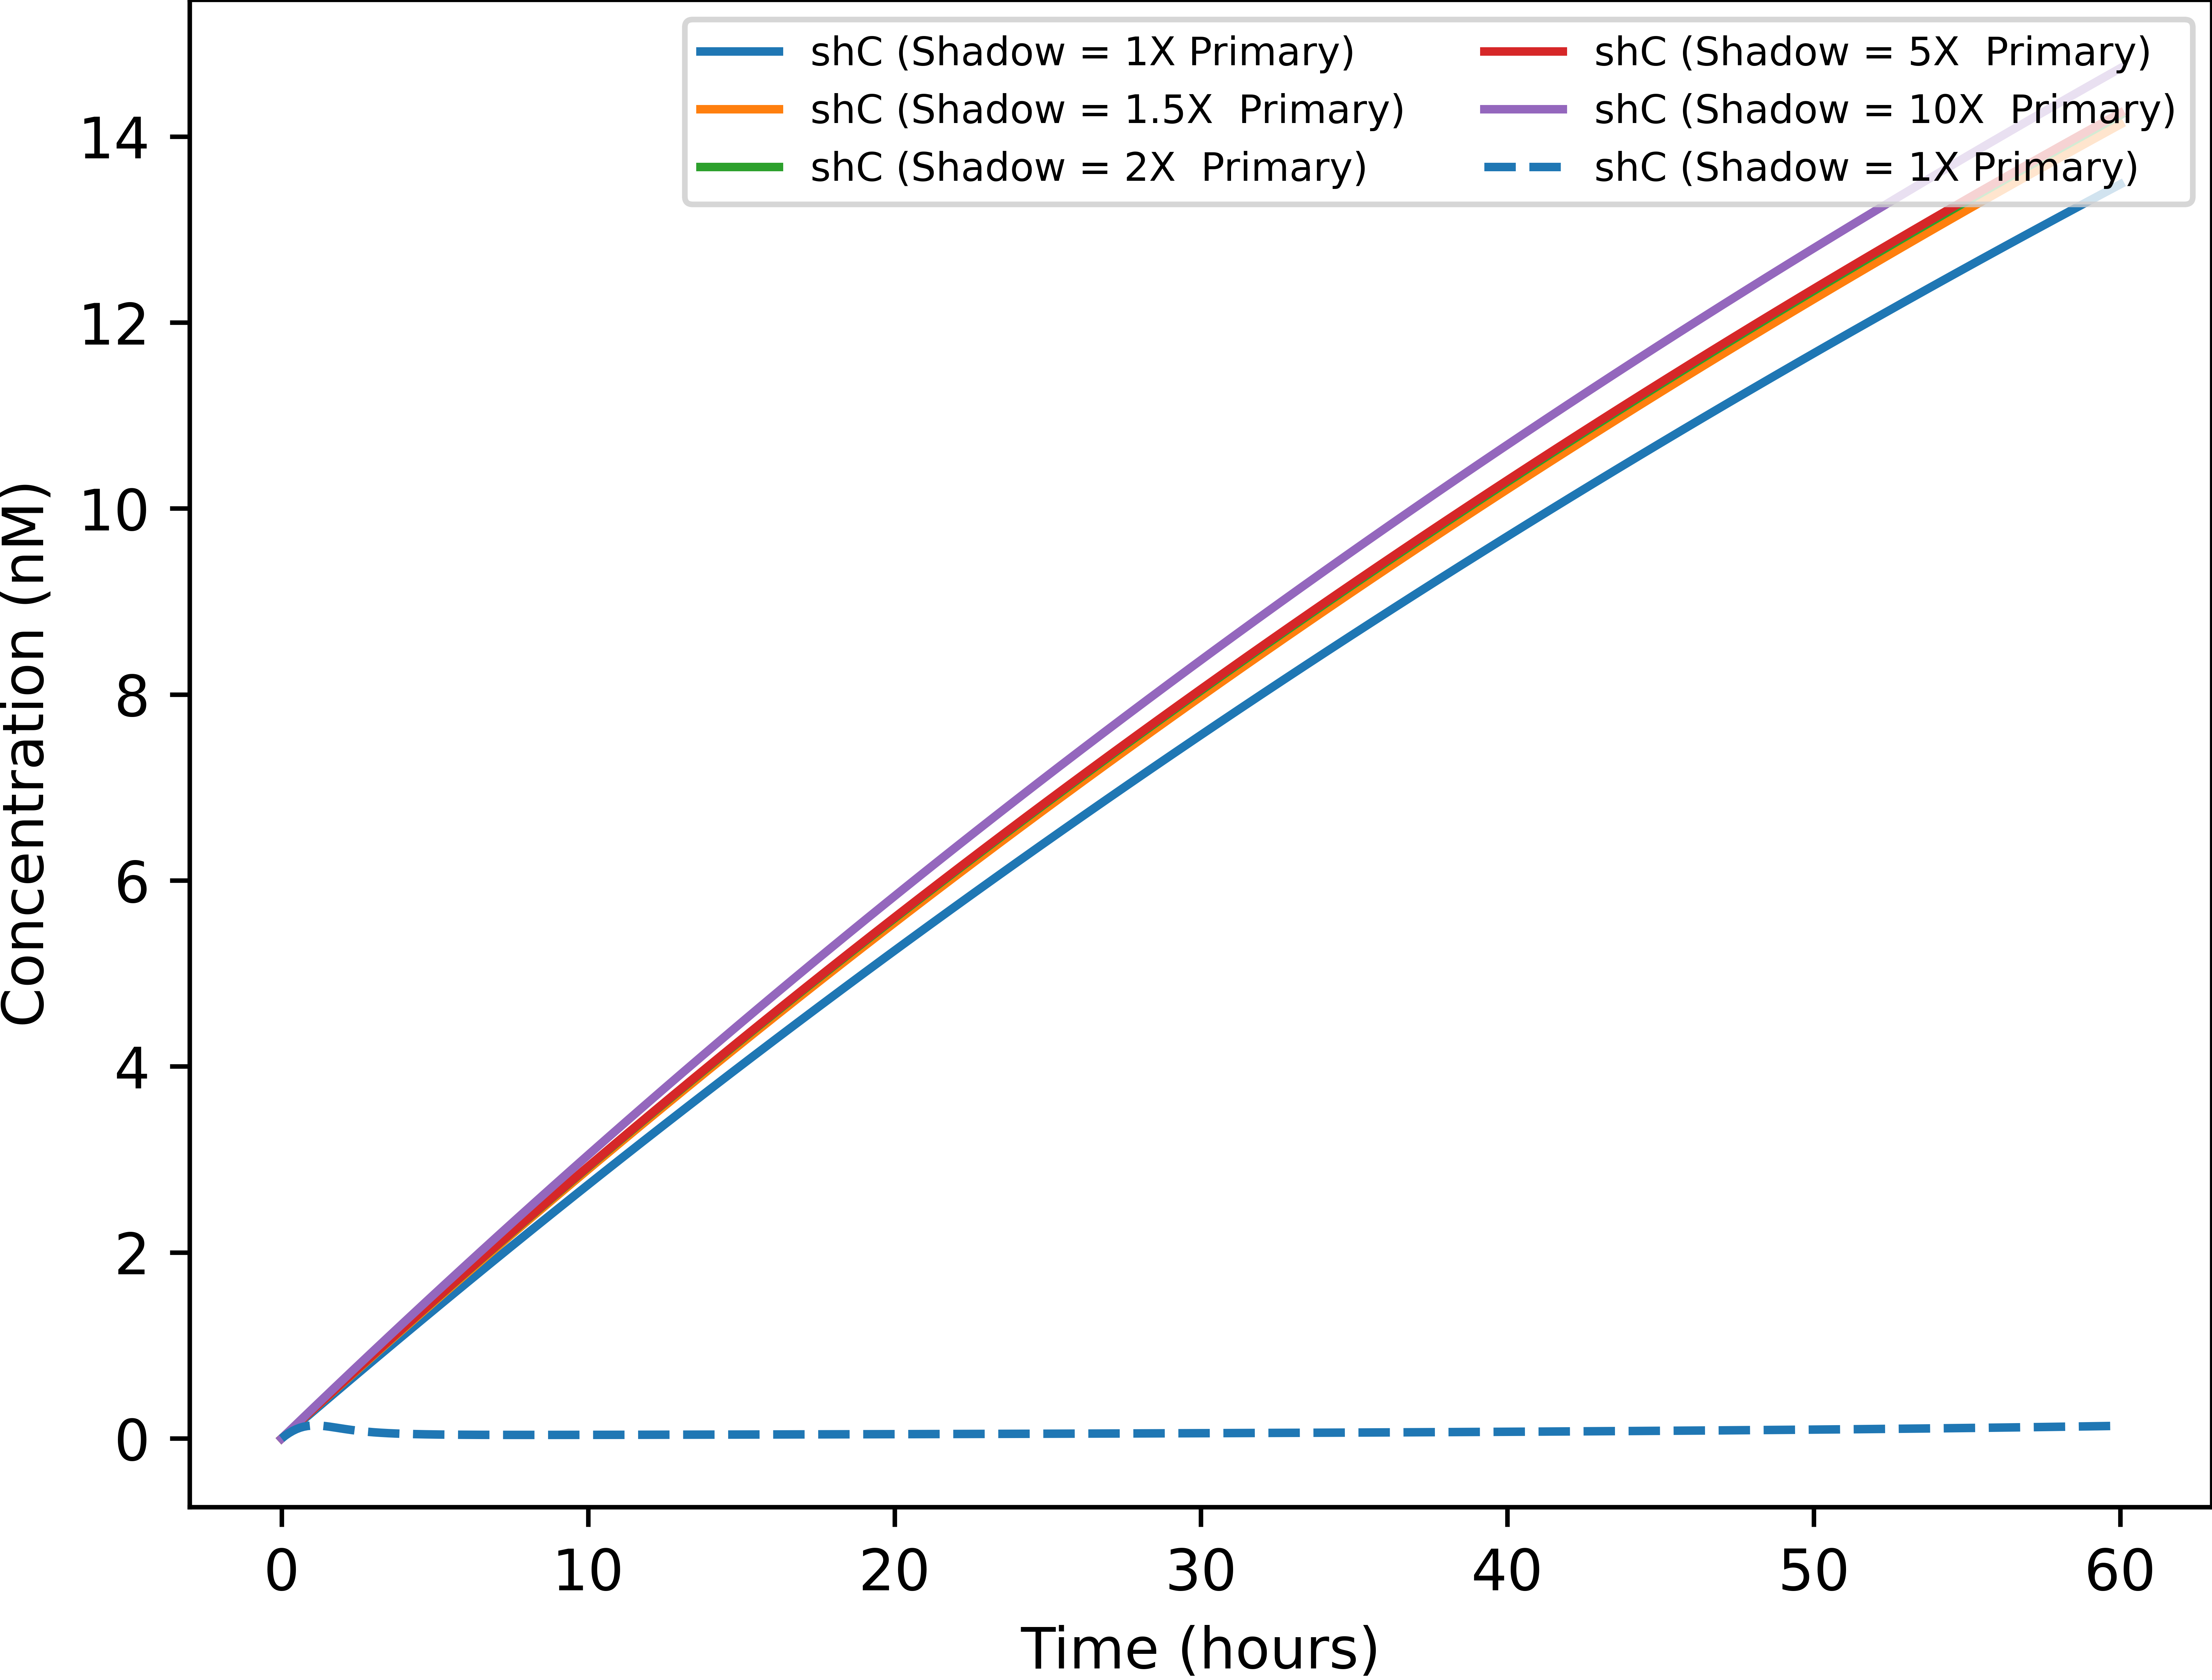 shC (Shadow = 1X Primary)
shC (Shadow = 1.5X  Primary)
shC (Shadow = 2X  Primary)
shC (Shadow = 5X  Primary)
shC (Shadow = 10X  Primary)
shC (Shadow = 1X Primary)
Concentration (nM)
14
12
10
8
6
4
2
0
0 10 20 30 40 50 60
Time (hours)